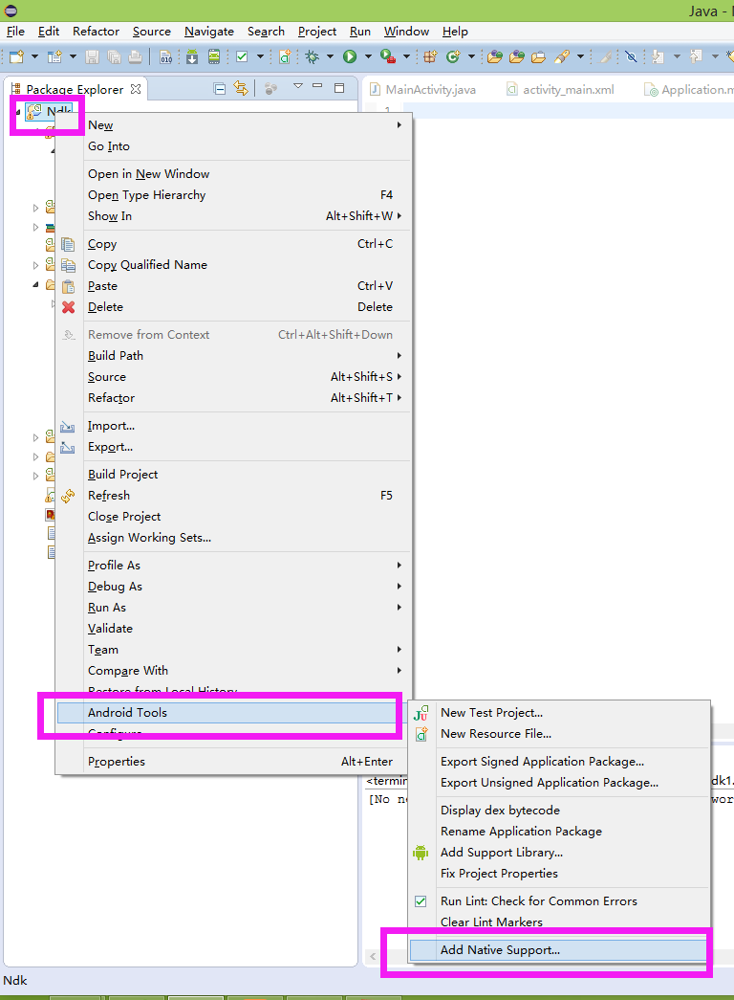 Java -
File Edit Refactor Source Navigate Search Project Run Window Help
010
Package Explorer
MainActivity.java activity_main.xml Application.m
1
Ndk
New
Go Into
Open in New Window
Open Type Hierarchy F4
Show In Alt+Shift+W
Copy Ctrl+C
Copy Qualified Name
Paste Ctrl+V
Delete Delete
Remove from Context Ctrl+Alt+Shift+Down
Build Path
Source Alt+Shift+S
Refactor Alt+Shift+T
Import...
Export...
Build Project
Refresh F5
Close Project
Assign Working Sets...
Profile As
Debug As
Run As
Validate
Team
Compare With
Restore from Local History
Android Tools
Configure
Properties Alt+Enter
New Test Project...
New Resource File...
Export Signed Application Package...
Export Unsigned Application Package...
Display dex bytecode
Rename Application Package
Add Support Library...
Fix Project Properties
Run Lint: Check for Common Errors
Clear Lint Markers
Add Native Support...
<termin
dk1.
[No n
wor
Ndk